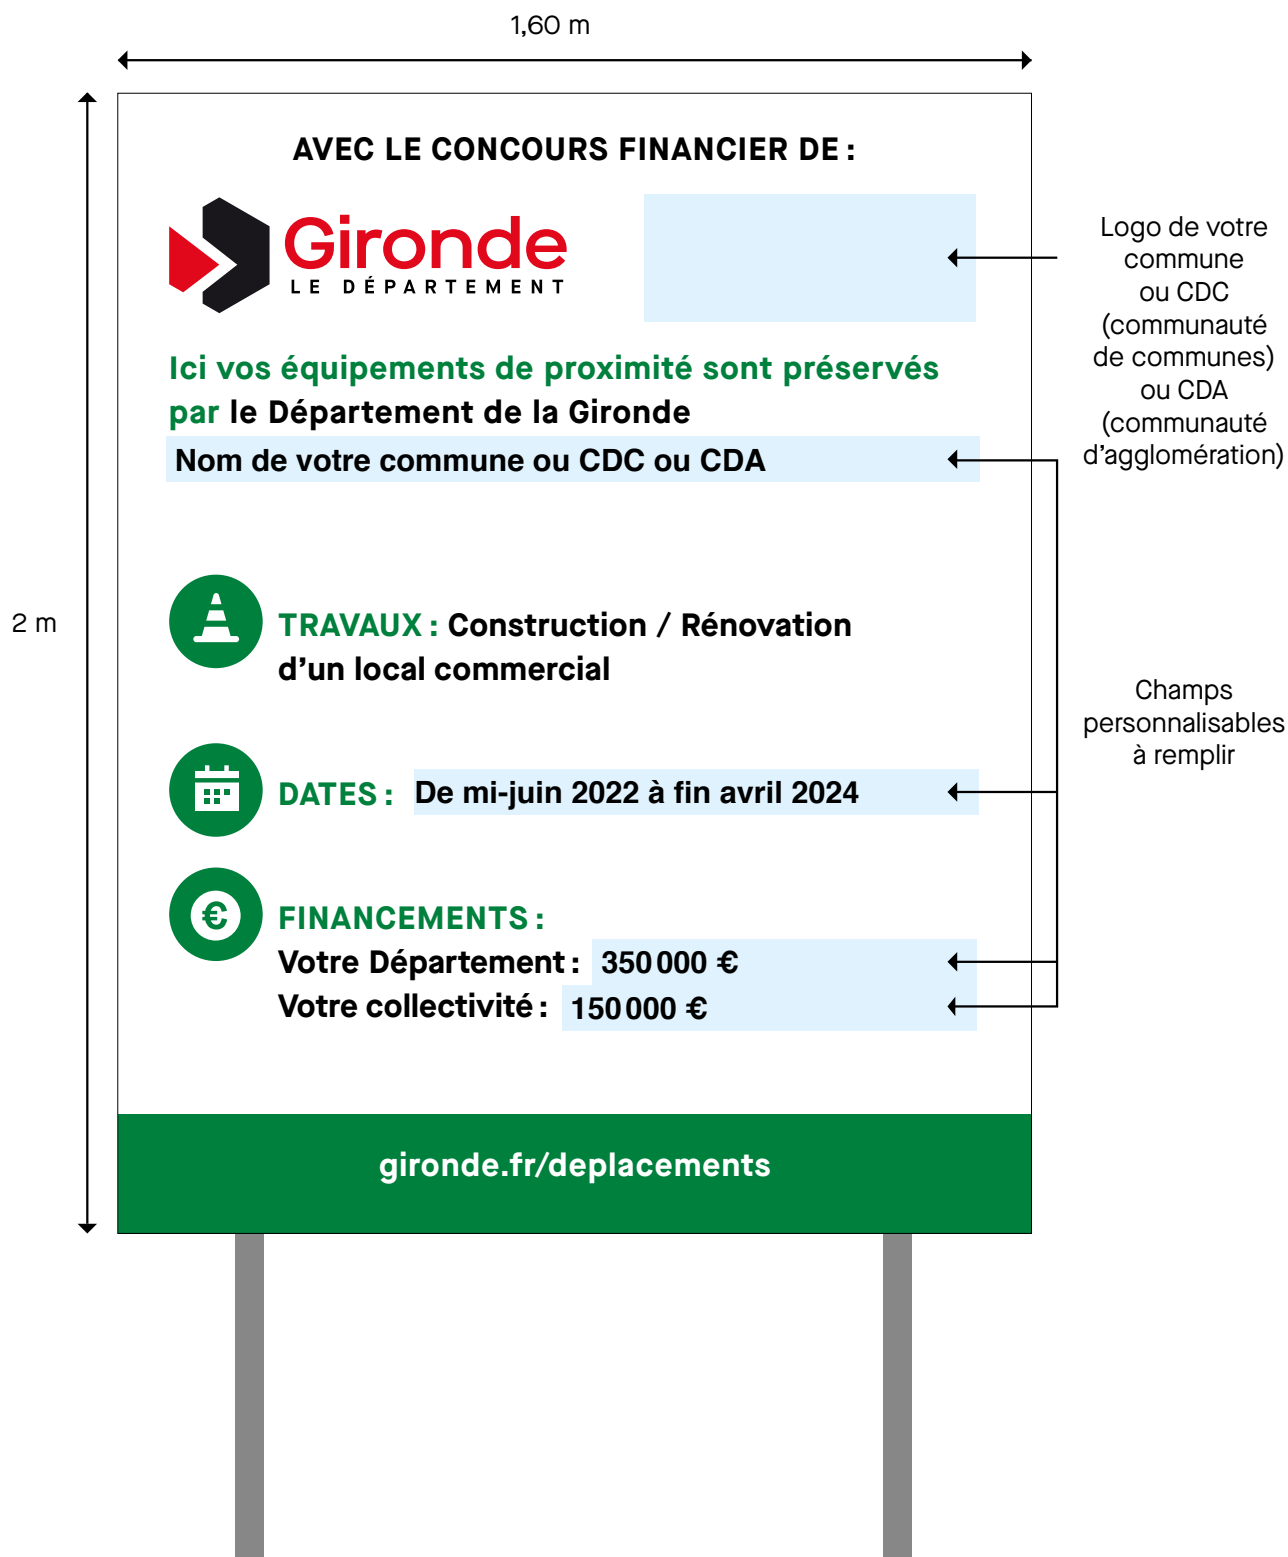 1,60 m
2 m
AVEC LE CONCOURS FINANCIER DE :
Gironde
LE DÉPARTEMENT
Logo de votre
commune
ou CDC
(communauté
de communes)
ou CDA
(communauté
d’agglomération)
Ici vos équipements de proximité sont préservés
par le Département de la Gironde
Nom de votre commune ou CDC ou CDA
TRAVAUX : Construction / Rénovation
d’un local commercial
Champs
personnalisables
à remplir
DATES : De mi-juin 2022 à fin avril 2024
€
FINANCEMENTS :
Votre Département : 350 000 €
Votre collectivité : 150 000 €
gironde.fr/deplacements